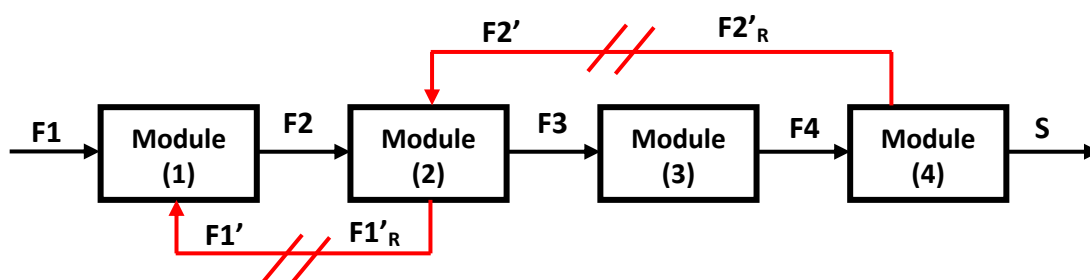 F2’
F2’R
F1
Module
(1)
F2
Module
(2)
F3
Module
(3)
F4
Module
(4)
S
F1’
F1’R